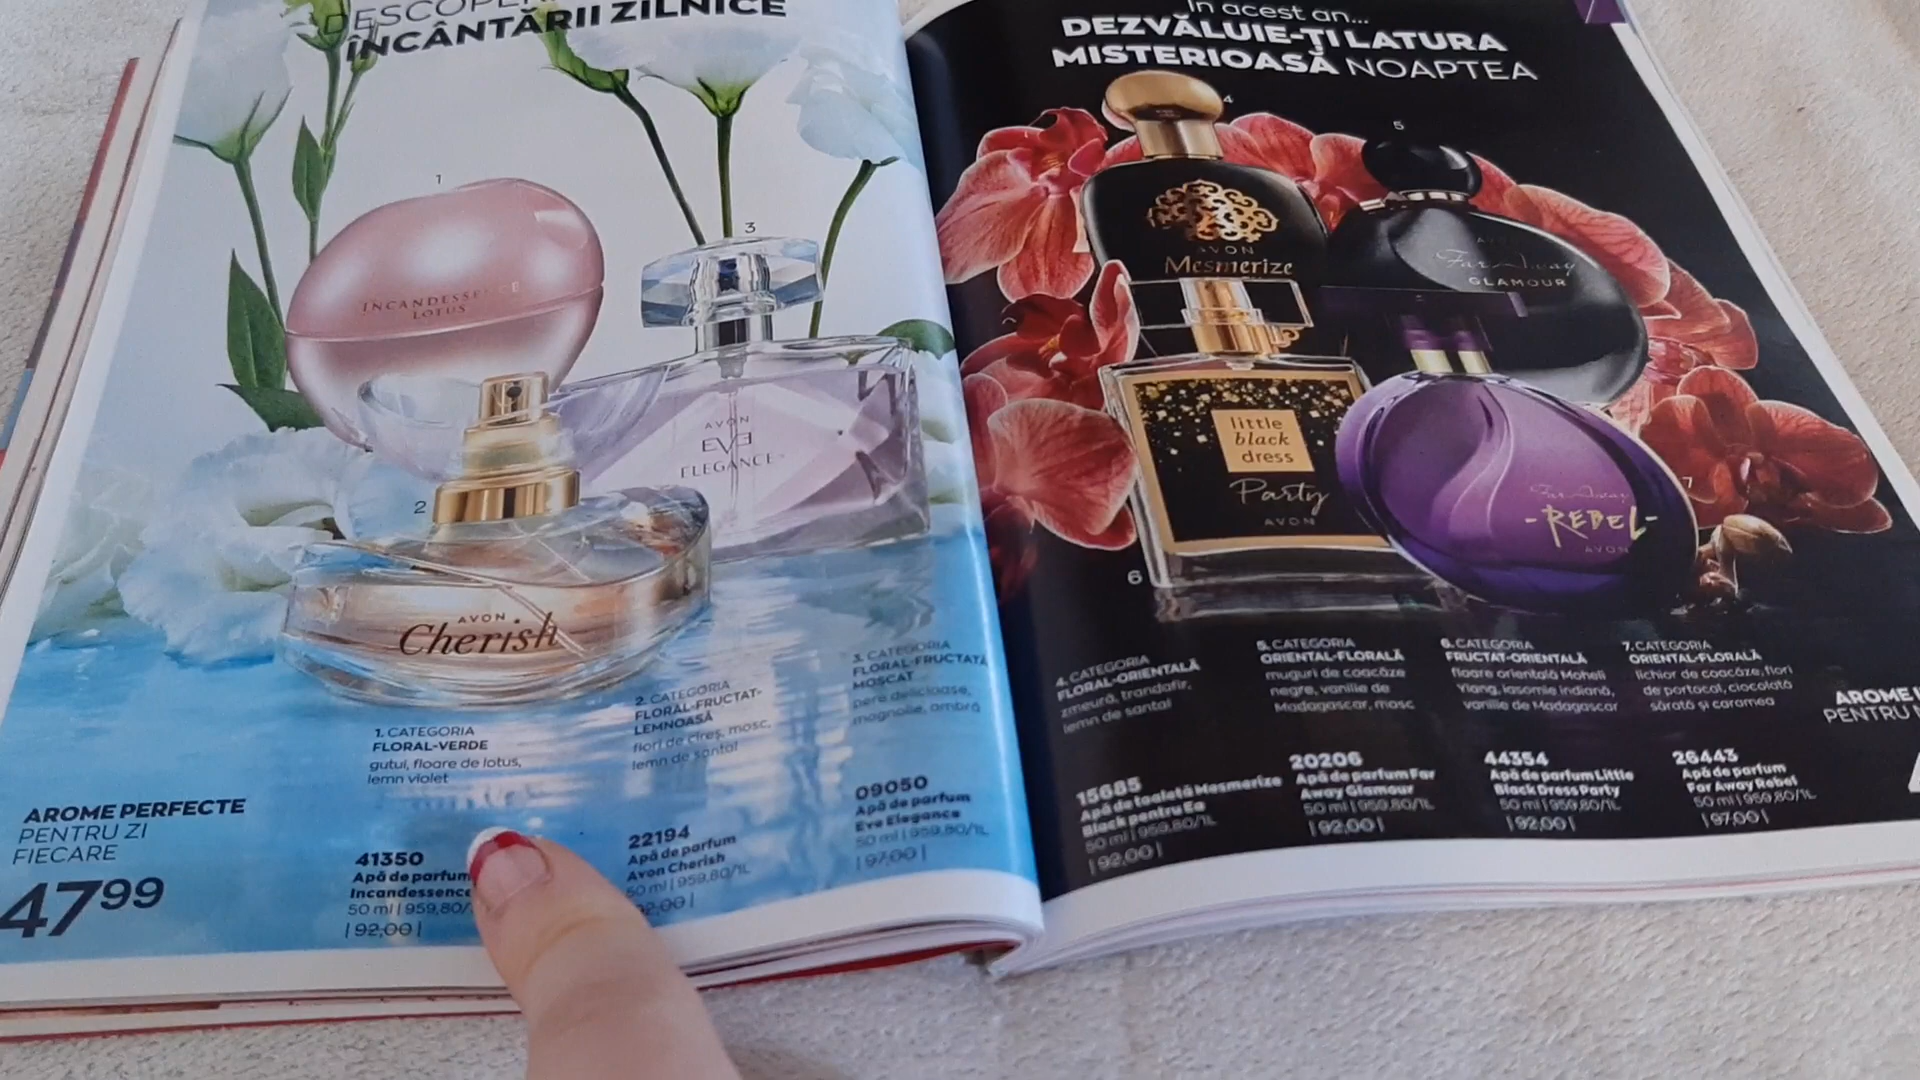 DESCOPERĂ
ÎNCÂNTĂRII ZILNICE
1
INCANDESSENCE
LOTUS
3
AVON
EVE
ELEGANCE
2
AVON
Cherish
1. CATEGORIA
FLORAL-VERDE
gutui, floare de lotus,
lemn violet
2. CATEGORIA
FLORAL-FRUCTAT-
LEMNOASĂ
flori de cireș, mosc,
lemn de santal
3. CATEGORIA
FLORAL-FRUCTATĂ
MOSCAT
pere delicioase,
magnolie, ambră
AROME PERFECTE
PENTRU ZI
FIECARE
47⁹⁹
41350
Apă de parfum
Incandessence
50 ml | 959,80/
| 92,00 |
22194
Apă de parfum
Avon Cherish
50 ml | 959,80/1L
92,00 |
09050
Apă de parfum
Eve Elegance
50 ml | 959,80/1L
| 97,00 |
În acest an...
DEZVĂLUIE-ȚI LATURA
MISTERIOASĂ NOAPTEA
4
AVON
Mesmerize
5
Far Away
GLAMOUR
little
black
dress
Party
AVON
6
Far Away
-REBEL-
AVON
7
4. CATEGORIA
FLORAL-ORIENTALĂ
zmeură, trandafir,
lemn de santal
5. CATEGORIA
ORIENTAL-FLORALĂ
muguri de coacăze
negre, vanilie de
Madagascar, mosc
6. CATEGORIA
FRUCTAT-ORIENTALĂ
floare orientală Moheli
Ylang, iasomie indiană,
vanilie de Madagascar
7. CATEGORIA
ORIENTAL-FLORALĂ
lichior de coacăze, flori
de portocal, ciocolată
sărată și caramea
15685
Apă de toaletă Mesmerize
Black pentru Ea
50 ml | 959,80/1L
| 92,00 |
20206
Apă de parfum Far
Away Glamour
50 ml | 959,80/1L
| 92,00 |
44354
Apă de parfum Little
Black Dress Party
50 ml | 959,80/1L
| 92,00 |
26443
Apă de parfum
Far Away Rebel
50 ml | 959,80/1L
| 97,00 |
AROME
PENTRU